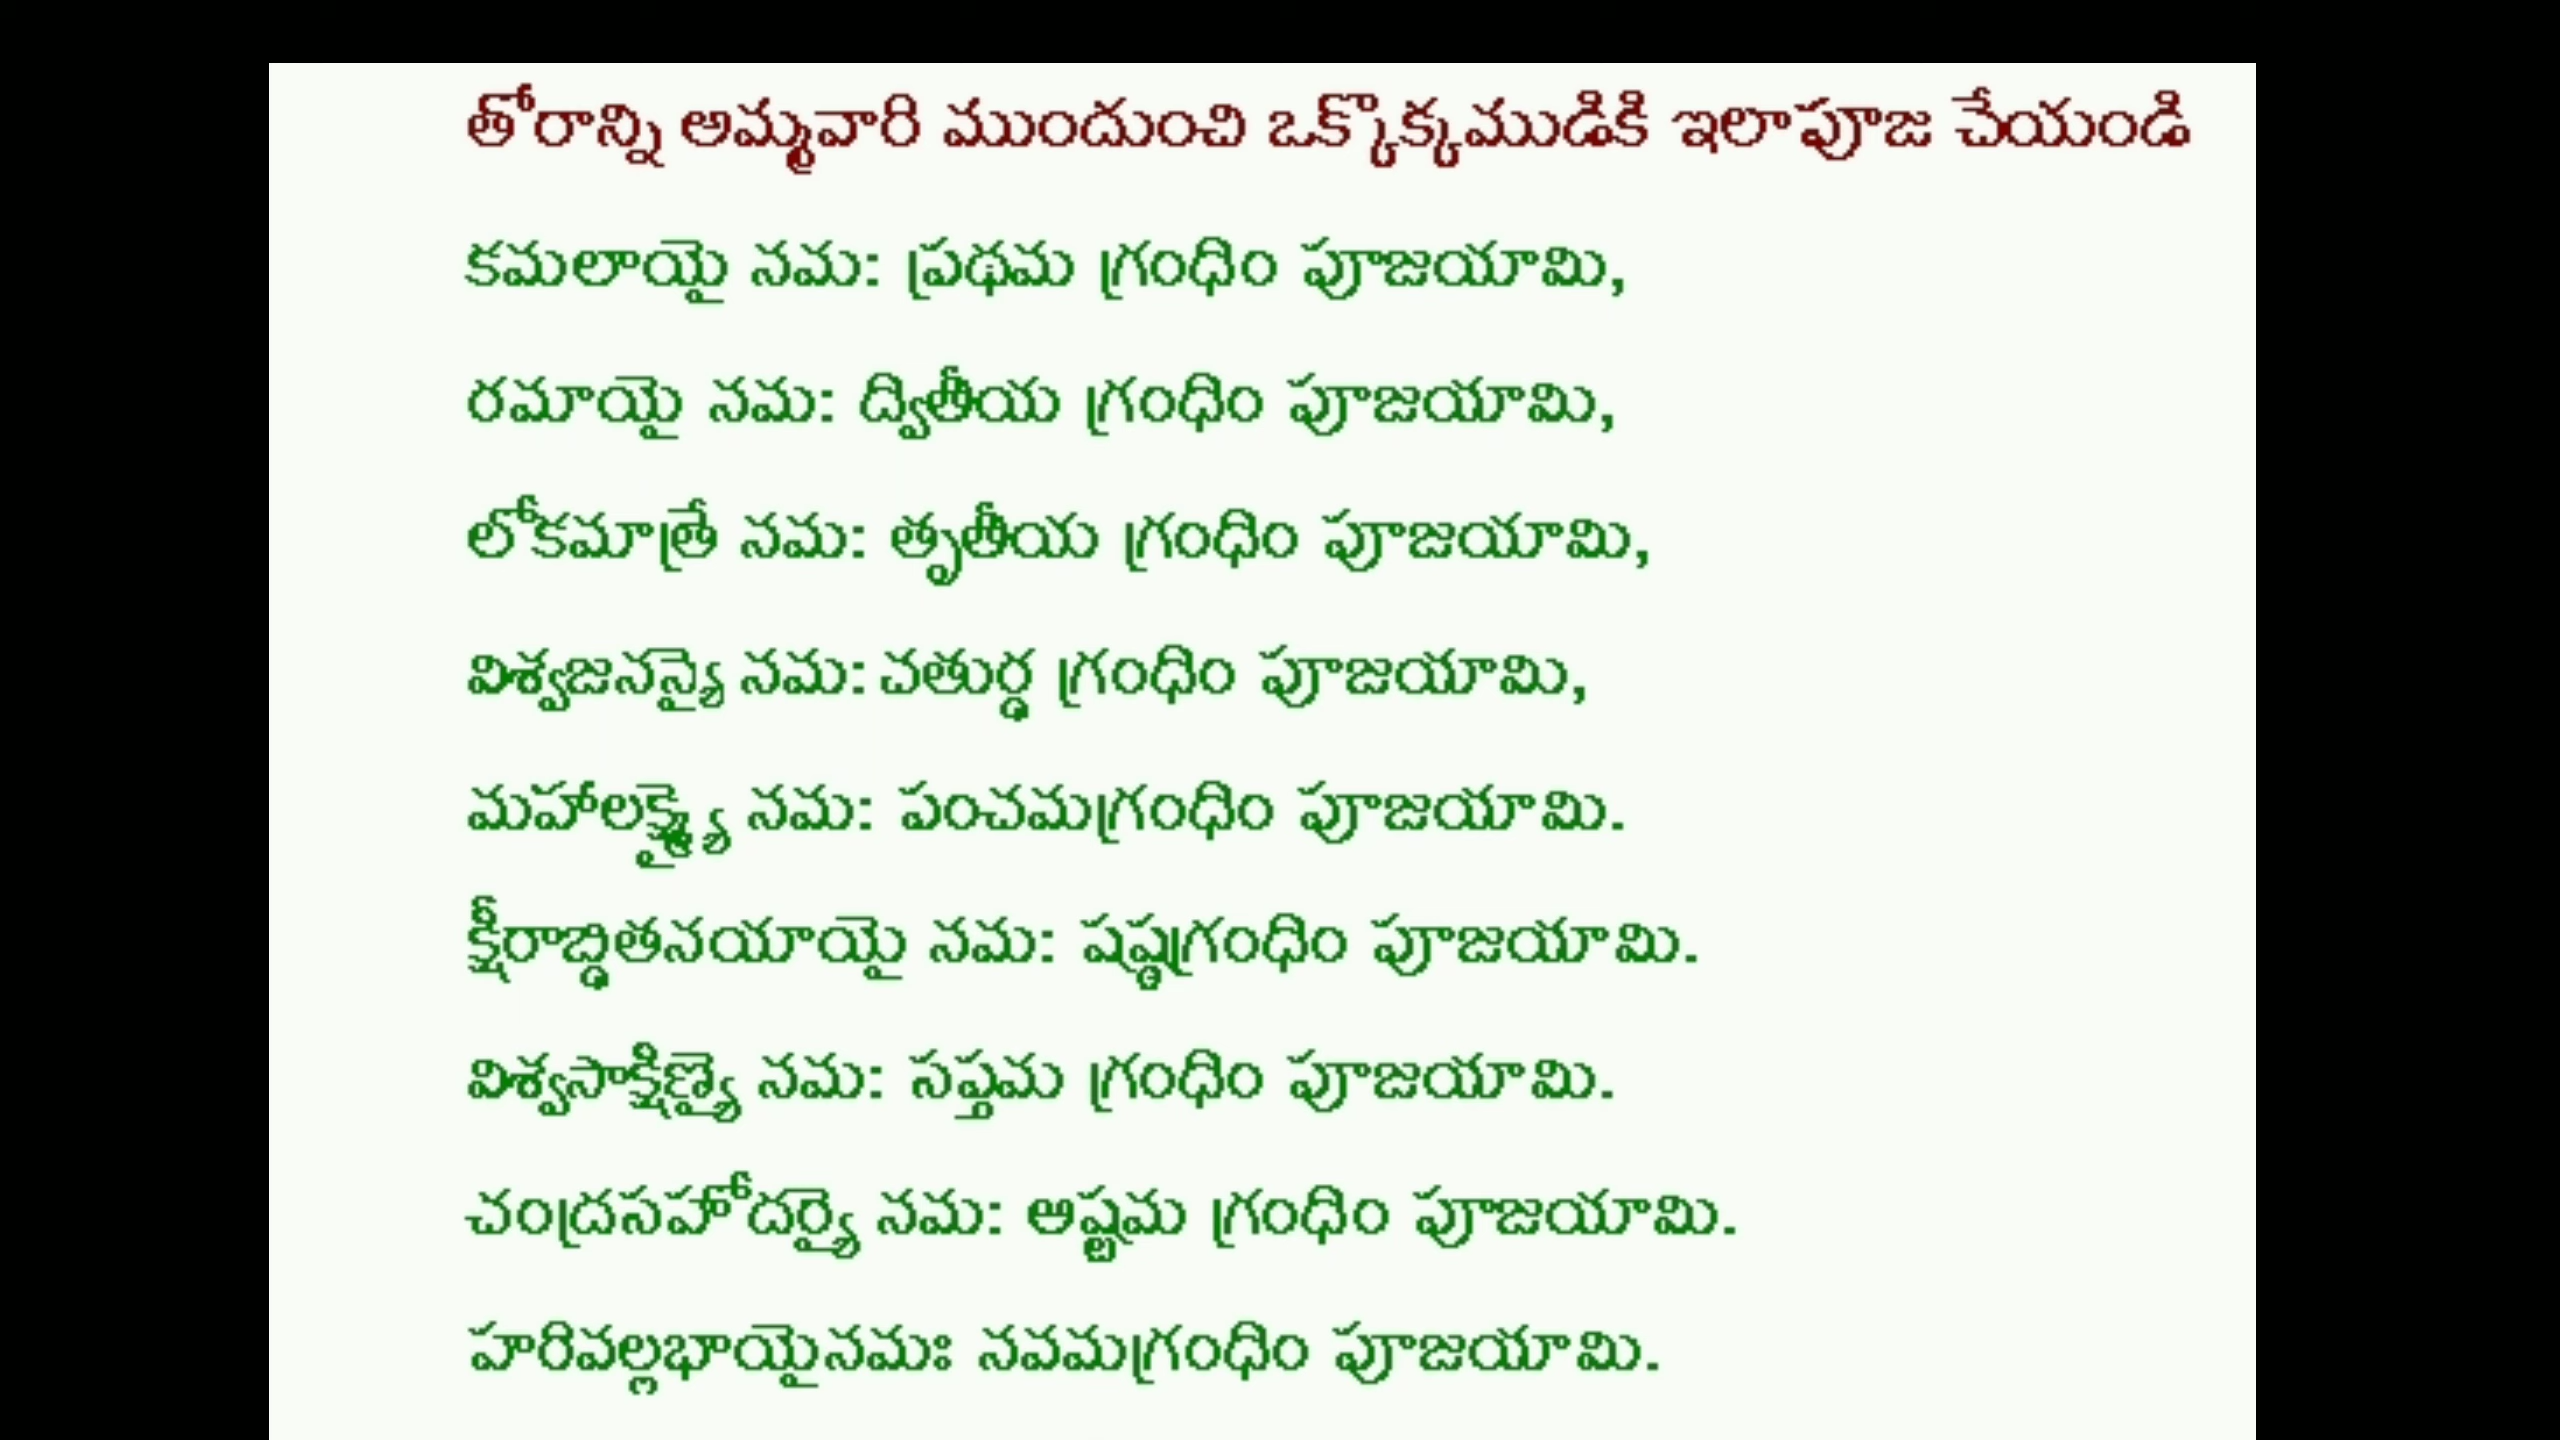 తోరాన్ని అమ్మవారి ముందుంచి ఒక్కొక్కముడికి ఇలాపూజ చేయండి
కమలాయై నమ: ప్రథమ గ్రంధిం పూజయామి,
రమాయై నమ: ద్వితీయ గ్రంధిం పూజయామి,
లోకమాత్రే నమ: తృతీయ గ్రంధిం పూజయామి,
విశ్వజనన్యై నమ: చతుర్ధ గ్రంధిం పూజయామి,
మహాలక్ష్మ్యై నమ: పంచమగ్రంధిం పూజయామి.
క్షీరాబ్ధితనయాయై నమ: షష్ఠగ్రంధిం పూజయామి.
విశ్వసాక్షిణ్యై నమ: సప్తమ గ్రంధిం పూజయామి.
చంద్రసహోదర్యై నమ: అష్టమ గ్రంధిం పూజయామి.
హరివల్లభాయైనమః నవమగ్రంధిం పూజయామి.